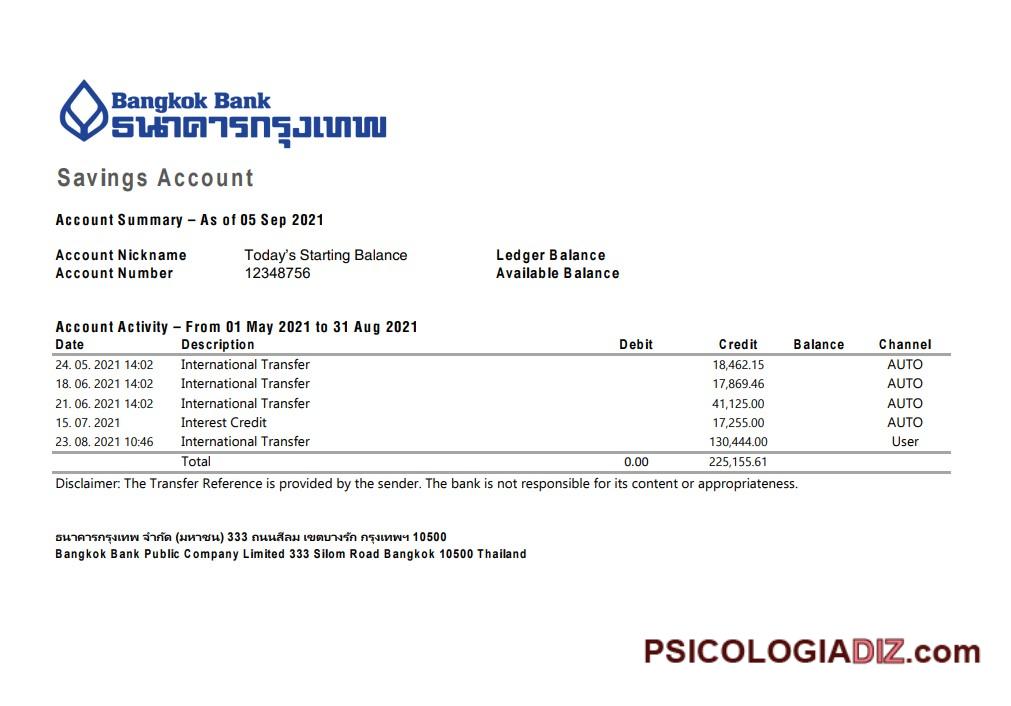 Bangkok Bank
ธนาคารกรุงเทพ
Savings Account
Account Summary – As of 05 Sep 2021
Account Nickname Today's Starting Balance Ledger Balance
Account Number 12348756 Available Balance
Account Activity – From 01 May 2021 to 31 Aug 2021
Date Description Debit Credit Balance Channel
24. 05. 2021 14:02 International Transfer 18,462.15 AUTO
18. 06. 2021 14:02 International Transfer 17,869.46 AUTO
21. 06. 2021 14:02 International Transfer 41,125.00 AUTO
15. 07. 2021 Interest Credit 17,255.00 AUTO
23. 08. 2021 10:46 International Transfer 130,444.00 User
Total 0.00 225,155.61
Disclaimer: The Transfer Reference is provided by the sender. The bank is not responsible for its content or appropriateness.
ธนาคารกรุงเทพ จำกัด (มหาชน) 333 ถนนสีลม เขตบางรัก กรุงเทพฯ 10500
Bangkok Bank Public Company Limited 333 Silom Road Bangkok 10500 Thailand
PSICOLOGIADIZ.com